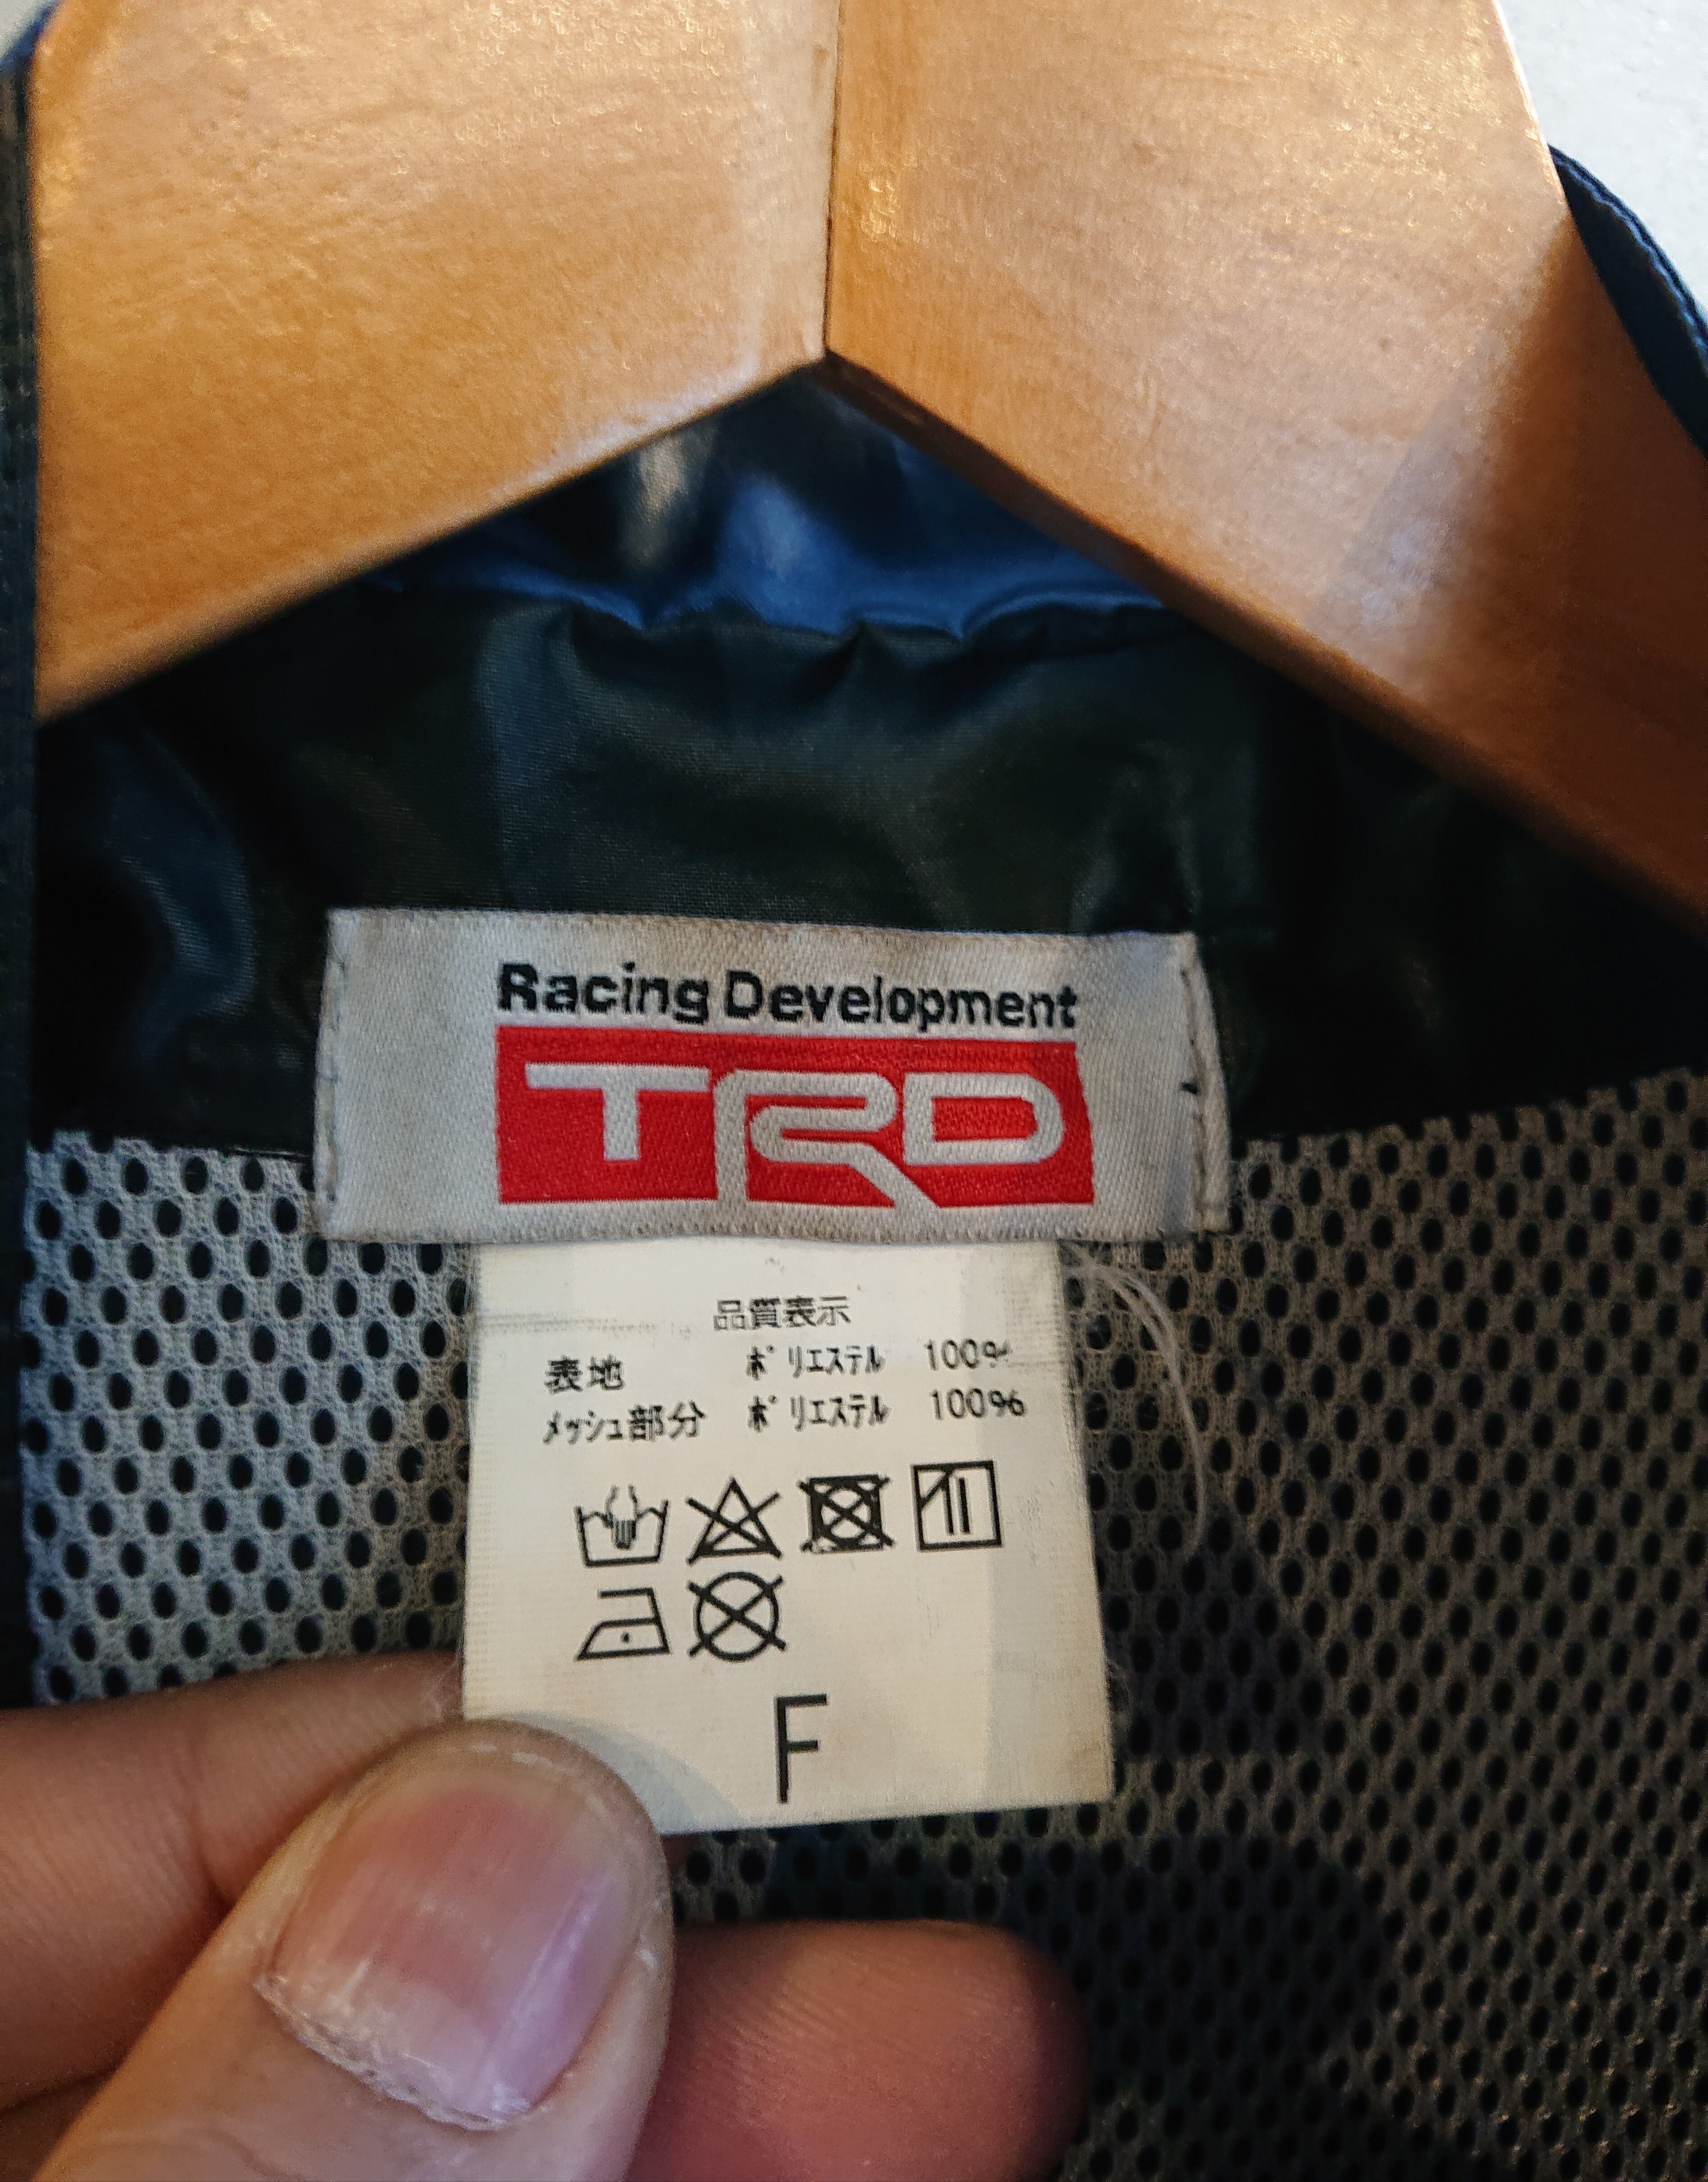 Racing Development
TRD
品質表示
表地 ポリエステル 100%
メッシュ部分 ポリエステル 100%
F